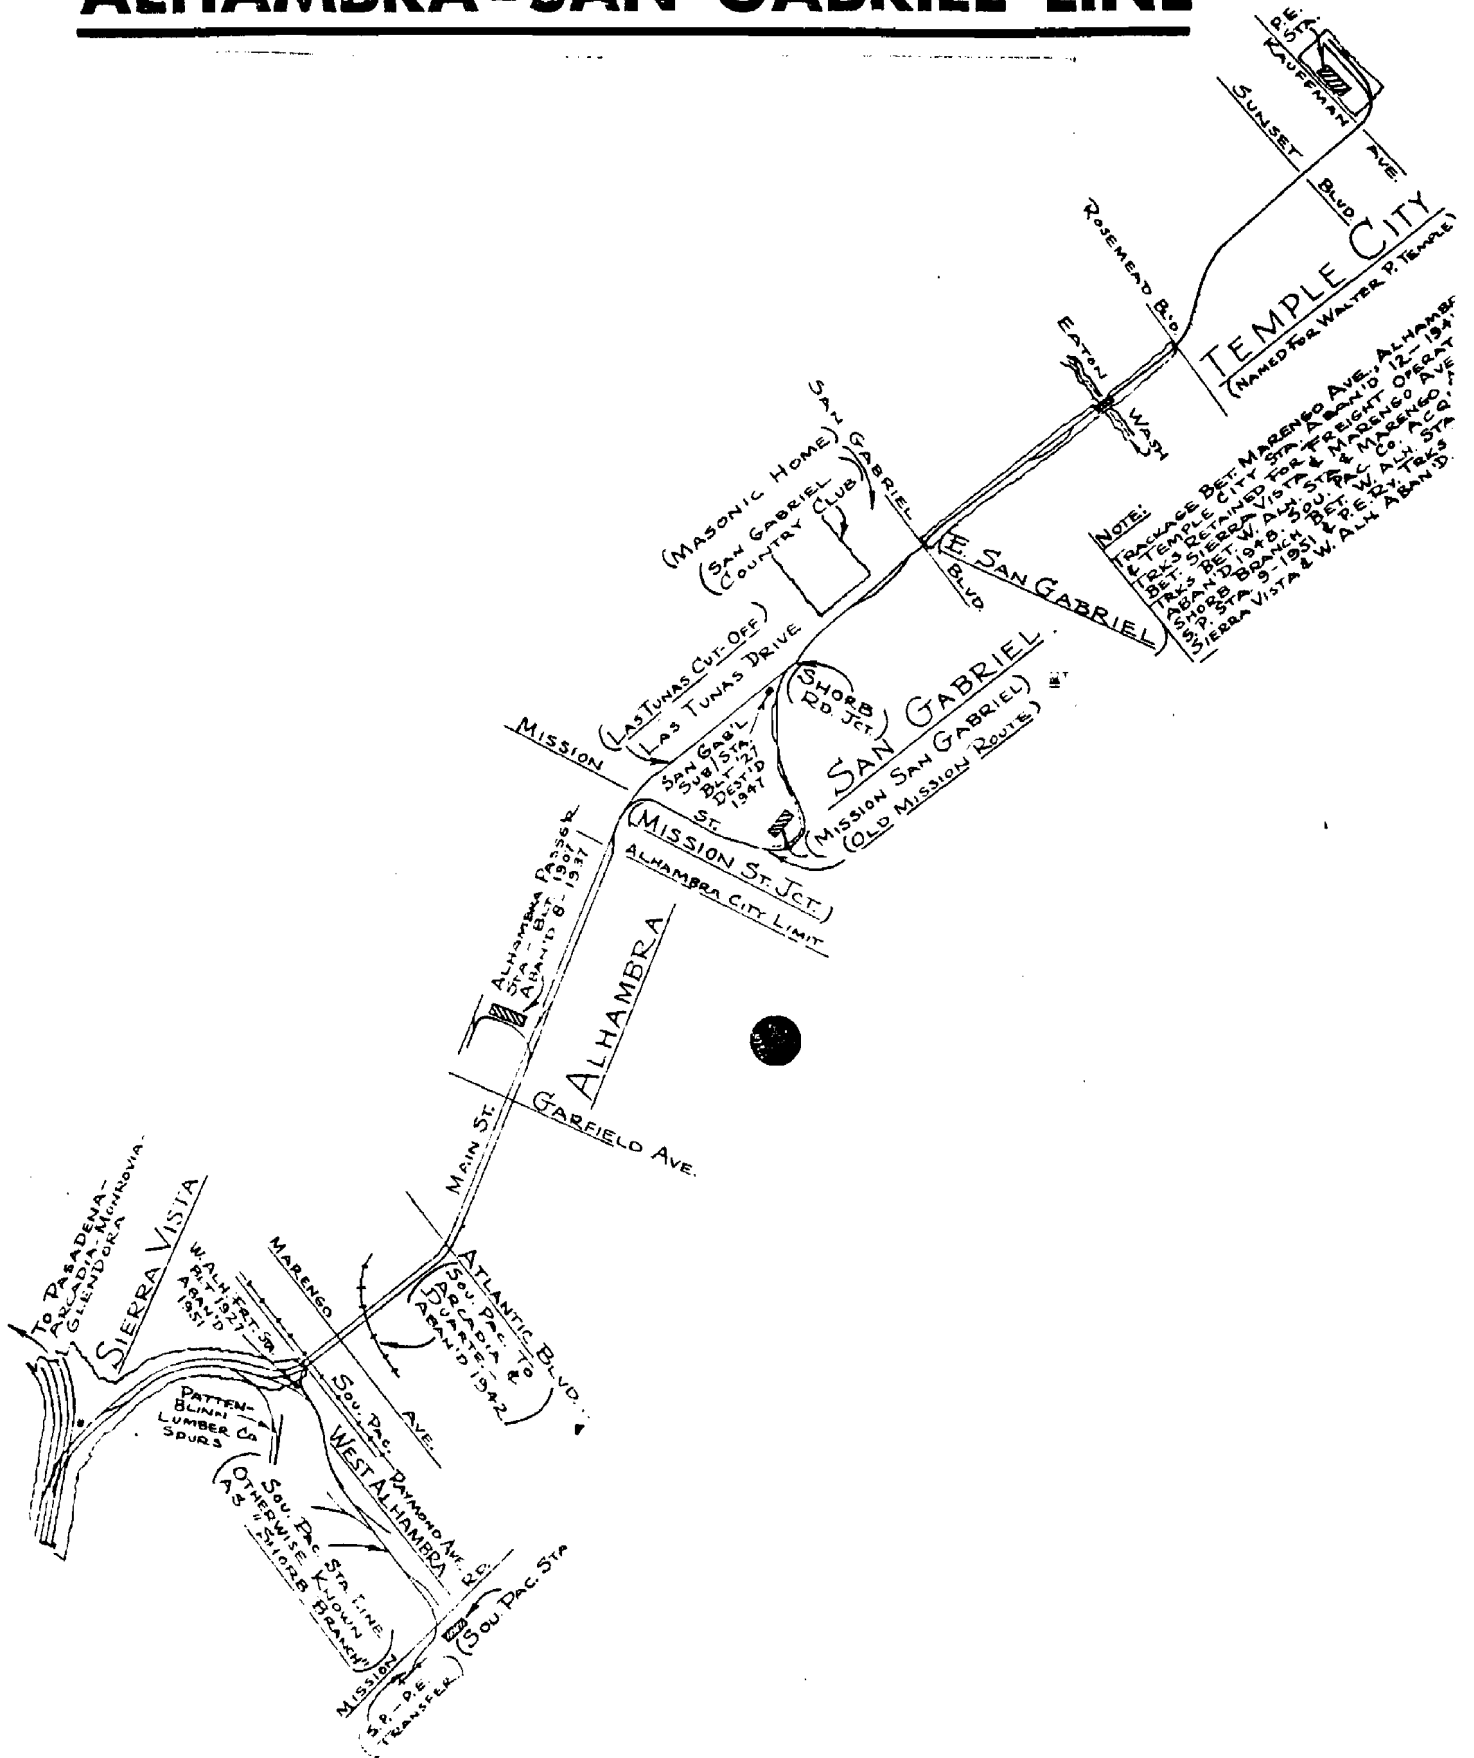 ALHAMBRA-SAN GABRIEL LINE
P.E.
STA.
KAUFFMAN
AVE.
SUNSET
BLVD.
TEMPLE CITY
(NAMED FOR WALTER P. TEMPLE)
ROSEMEAD BL'D.
EATON
WASH
NOTE:
TRACKAGE BET. MARENGO AVE., ALHAMBR
& TEMPLE CITY STA. ABAN'D 12-194
TRKS RETAINED FOR FREIGHT OPERAT
BET. SIERRA VISTA & MARENGO AVE
TRKS BET. W. ALH. STA & MARENGO
ABAN'D 1948. SOU. PAC. CO. ACQ.
SHORB BRANCH BET. W. ALH. STA
S.P. STA. 9-1951 & P.E.RY. TRKS
SIERRA VISTA & W. ALH. ABAN'D.
SAN GABRIEL
BLVD.
E. SAN GABRIEL
(MASONIC HOME)
(SAN GABRIEL
COUNTRY CLUB)
(LAS TUNAS CUT-OFF)
LAS TUNAS DRIVE
(SHORB
RD. JCT.)
SAN GABRIEL
(MISSION SAN GABRIEL)
(OLD MISSION ROUTE)
SAN GAB'L
SUB/STA.
BLT '27
DEST'D
1947
MISSION
ST.
(MISSION ST. JCT.)
ALHAMBRA CITY LIMIT
ALHAMBRA PASSG'R
STA - BLT. 1907
ABAN'D 8-1937
ALHAMBRA
GARFIELD AVE.
MAIN ST.
ATLANTIC BLVD.
(SOU. PAC. TO
ARCADIA &
DUARTE.-
ABAN'D 1942)
MARENGO
AVE.
TO PASADENA-
ARCADIA-MONROVIA-
GLENDORA
SIERRA VISTA
W. ALH. FRT. STA.
BLT 1927
ABAN'D
1951
SOU. PAC.
RAYMOND AVE.
WEST ALHAMBRA
PATTEN-
BLINN
LUMBER CO
SPURS
(SOU. PAC. STA. LINE
OTHERWISE KNOWN
AS "SHORB BRANCH")
MISSION
RD.
(SOU. PAC. STA
(S.P.-P.E.
TRANSFER)